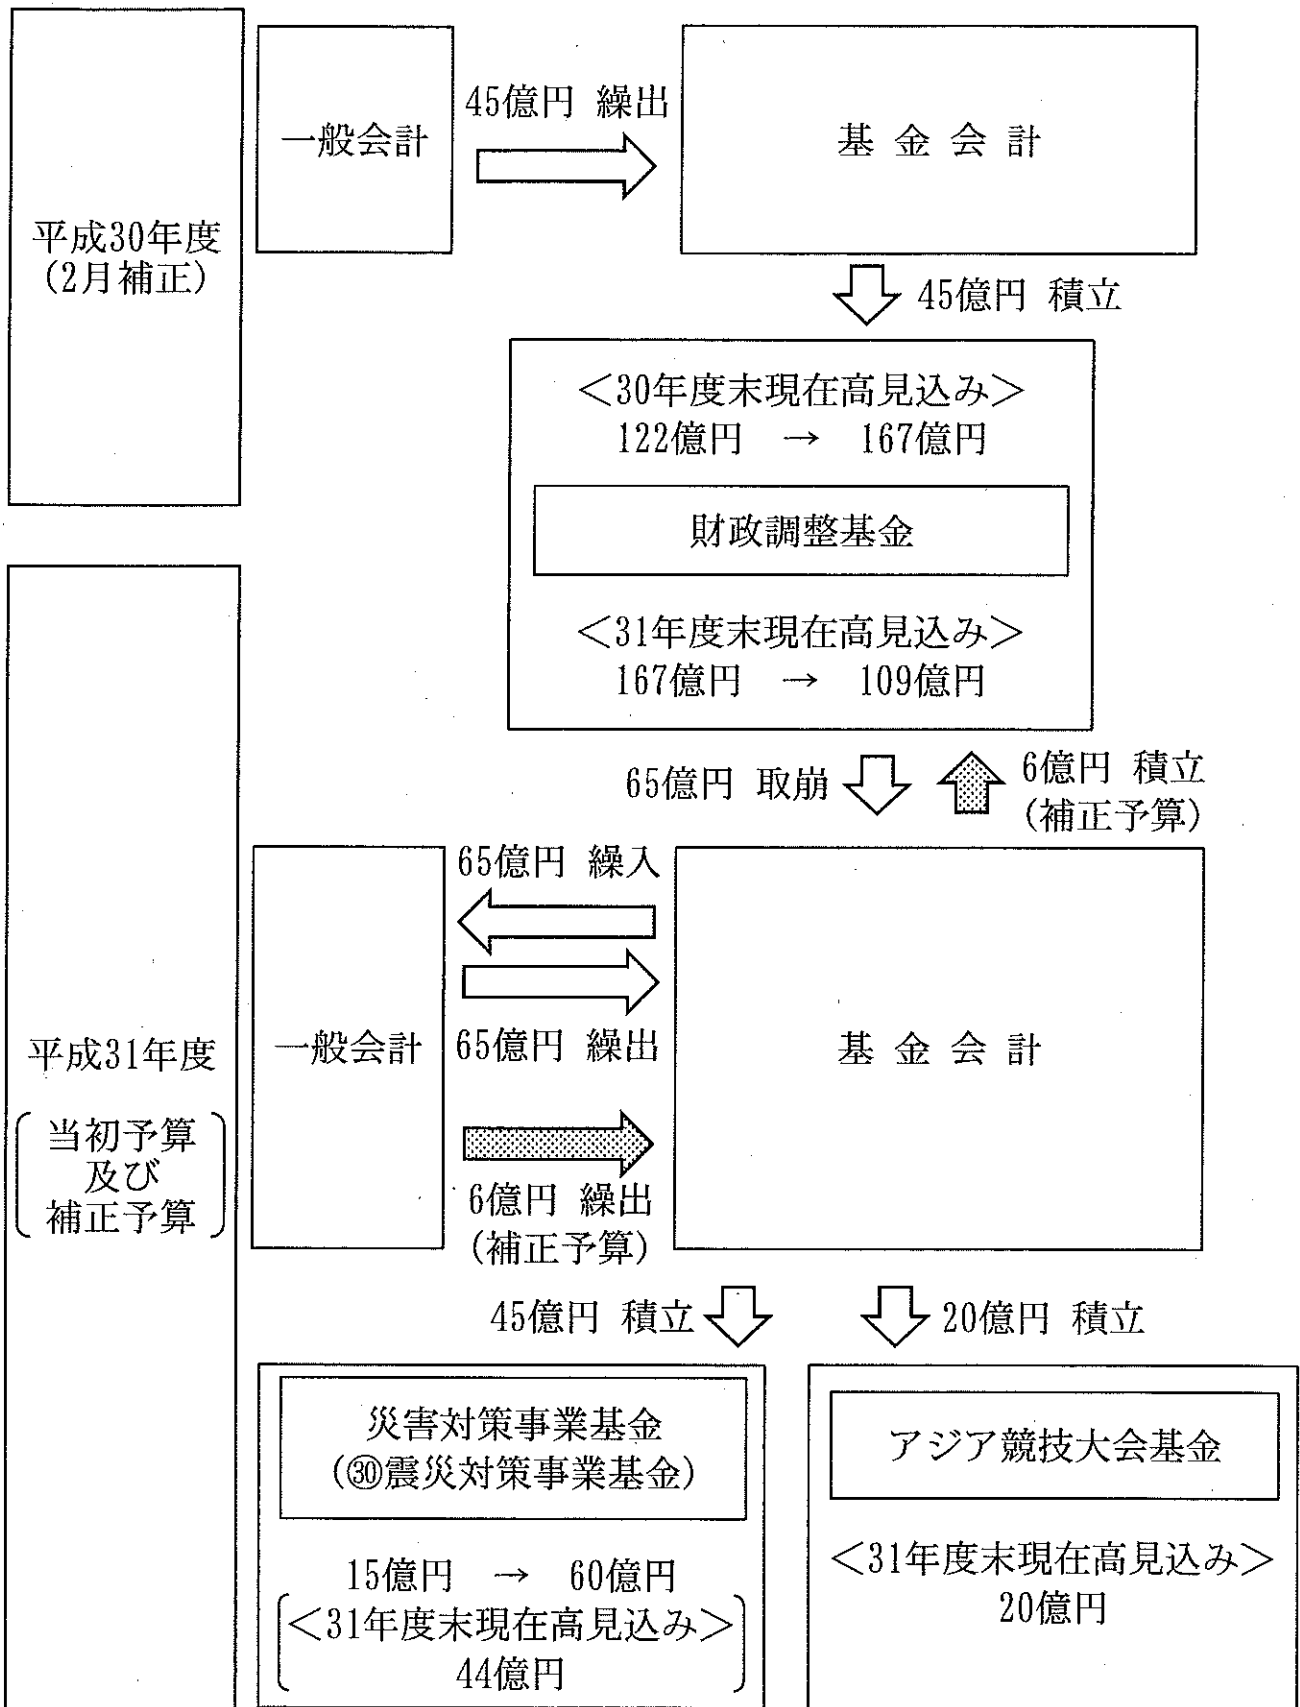 平成30年度
(2月補正)
一般会計
45億円 繰出
基金会計
45億円 積立
<30年度末現在高見込み>
122億円 → 167億円
財政調整基金
<31年度末現在高見込み>
167億円 → 109億円
65億円 取崩
6億円 積立
(補正予算)
平成31年度
当初予算
及び
補正予算
一般会計
65億円 繰入
65億円 繰出
6億円 繰出
(補正予算)
基金会計
45億円 積立
20億円 積立
災害対策事業基金
(㉚震災対策事業基金)
15億円 → 60億円
<31年度末現在高見込み>
44億円
アジア競技大会基金
<31年度末現在高見込み>
20億円